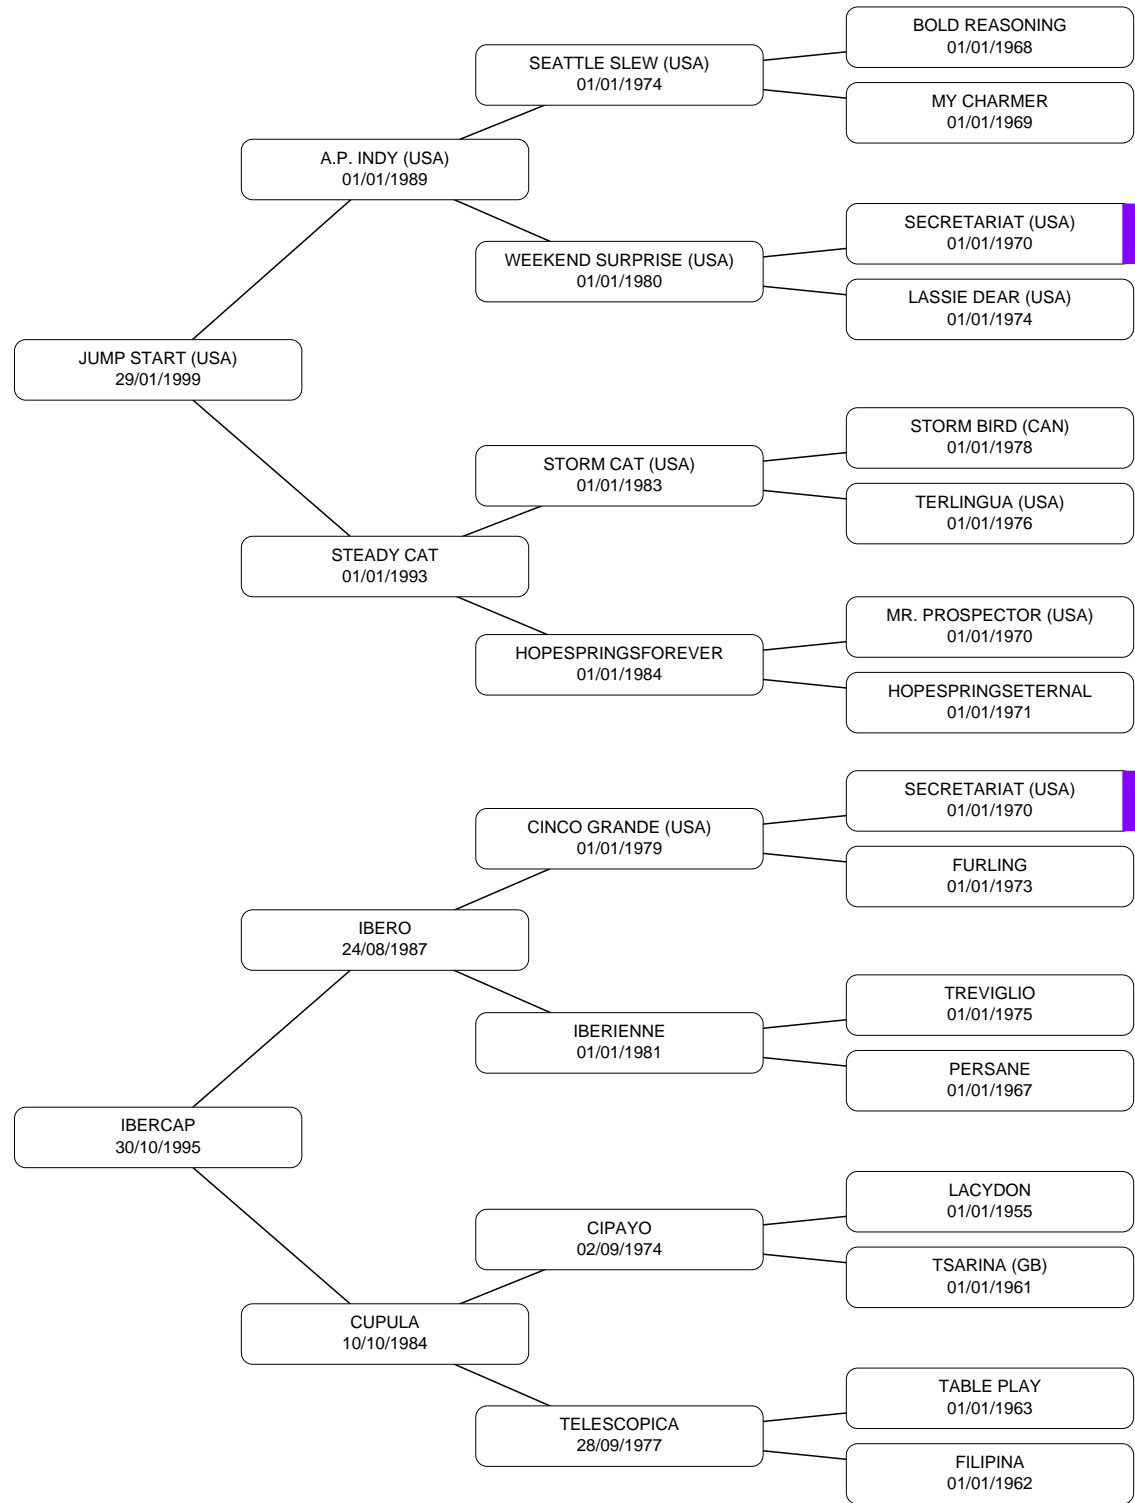 BOLD REASONING
01/01/1968
SEATTLE SLEW (USA)
01/01/1974
MY CHARMER
01/01/1969
A.P. INDY (USA)
01/01/1989
SECRETARIAT (USA)
01/01/1970
WEEKEND SURPRISE (USA)
01/01/1980
LASSIE DEAR (USA)
01/01/1974
JUMP START (USA)
29/01/1999
STORM BIRD (CAN)
01/01/1978
STORM CAT (USA)
01/01/1983
TERLINGUA (USA)
01/01/1976
STEADY CAT
01/01/1993
MR. PROSPECTOR (USA)
01/01/1970
HOPESPRINGSFOREVER
01/01/1984
HOPESPRINGSETERNAL
01/01/1971
SECRETARIAT (USA)
01/01/1970
CINCO GRANDE (USA)
01/01/1979
FURLING
01/01/1973
IBERO
24/08/1987
TREVIGLIO
01/01/1975
IBERIENNE
01/01/1981
PERSANE
01/01/1967
IBERCAP
30/10/1995
LACYDON
01/01/1955
CIPAYO
02/09/1974
TSARINA (GB)
01/01/1961
CUPULA
10/10/1984
TABLE PLAY
01/01/1963
TELESCOPICA
28/09/1977
FILIPINA
01/01/1962